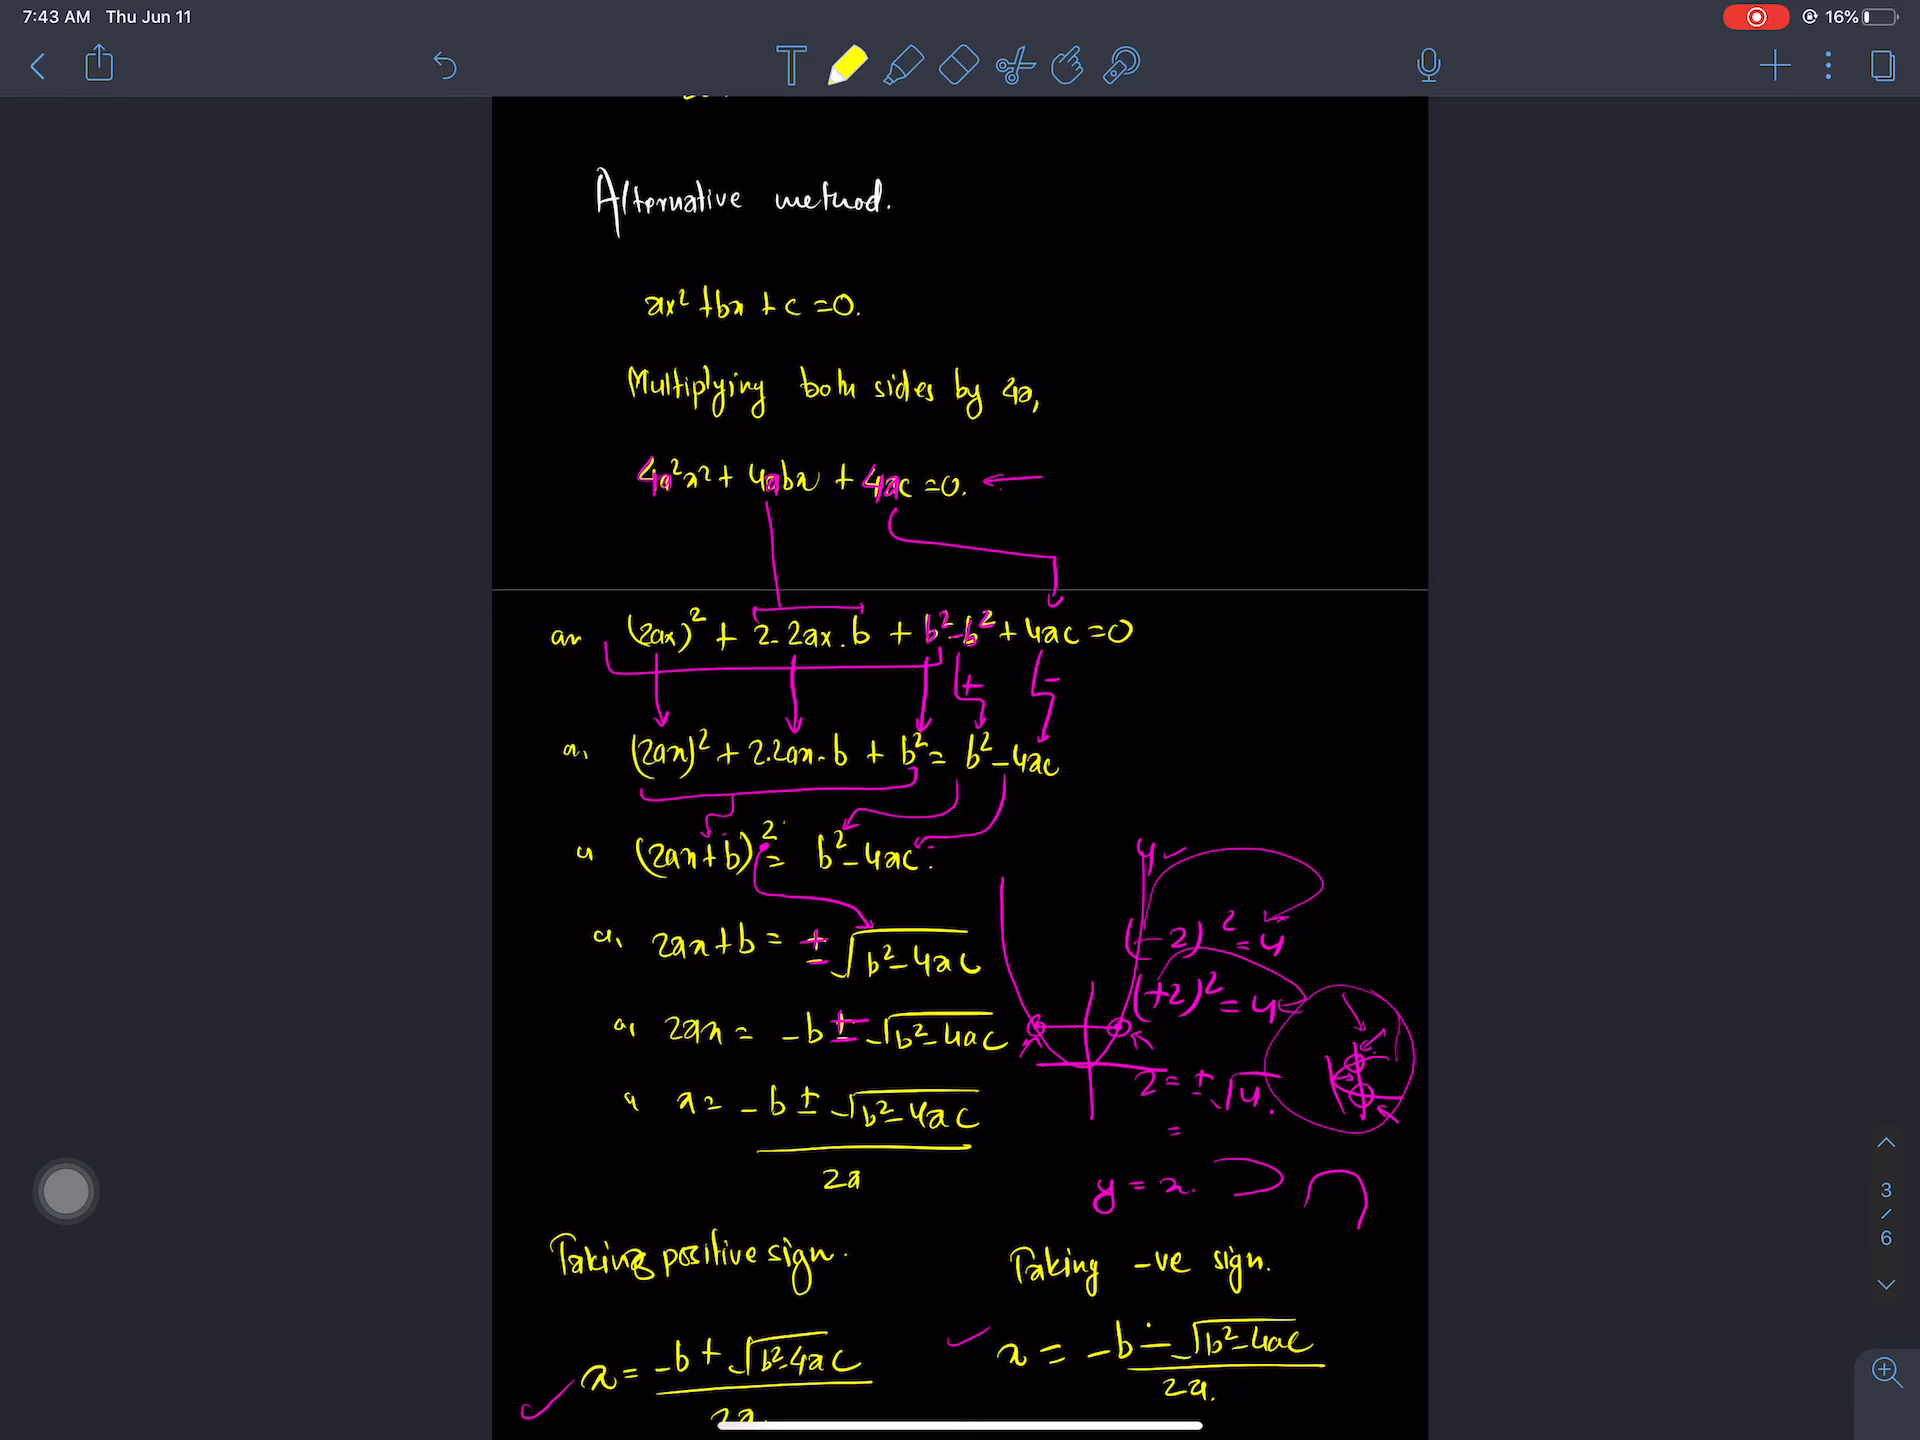 7:43 AM Thu Jun 11
16%
Alternative method.
ax² + bx + c = 0.
Multiplying both sides by 4a,
4a²x² + 4abx + 4ac = 0.
or (2ax)² + 2.2ax.b + b² - b² + 4ac = 0
or, (2ax)² + 2.2ax.b + b² = b² - 4ac
or (2ax + b)² = b² - 4ac.
or, 2ax + b = ± √b² - 4ac
or, 2ax = -b ± √b² - 4ac
or x = -b ± √b² - 4ac
2a
y
(-2)² = 4
(+2)² = 4
2 = ± √4.
=
y = x.
Taking positive sign.
x = -b + √b² - 4ac
2a
Taking -ve sign.
x = -b - √b² - 4ac
2a.
3
/
6